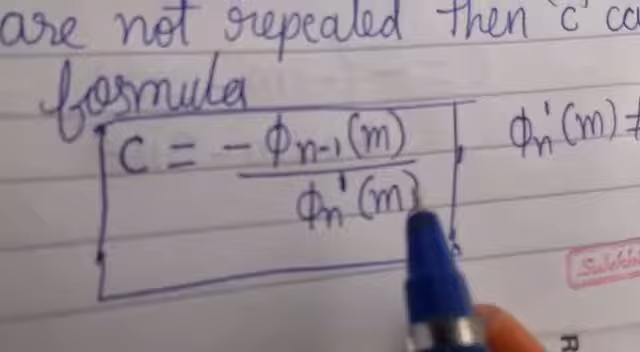 are not repeated then 'c' ca
formula
C = - ϕn-1(m) / ϕn'(m) ϕn'(m) ≠
R